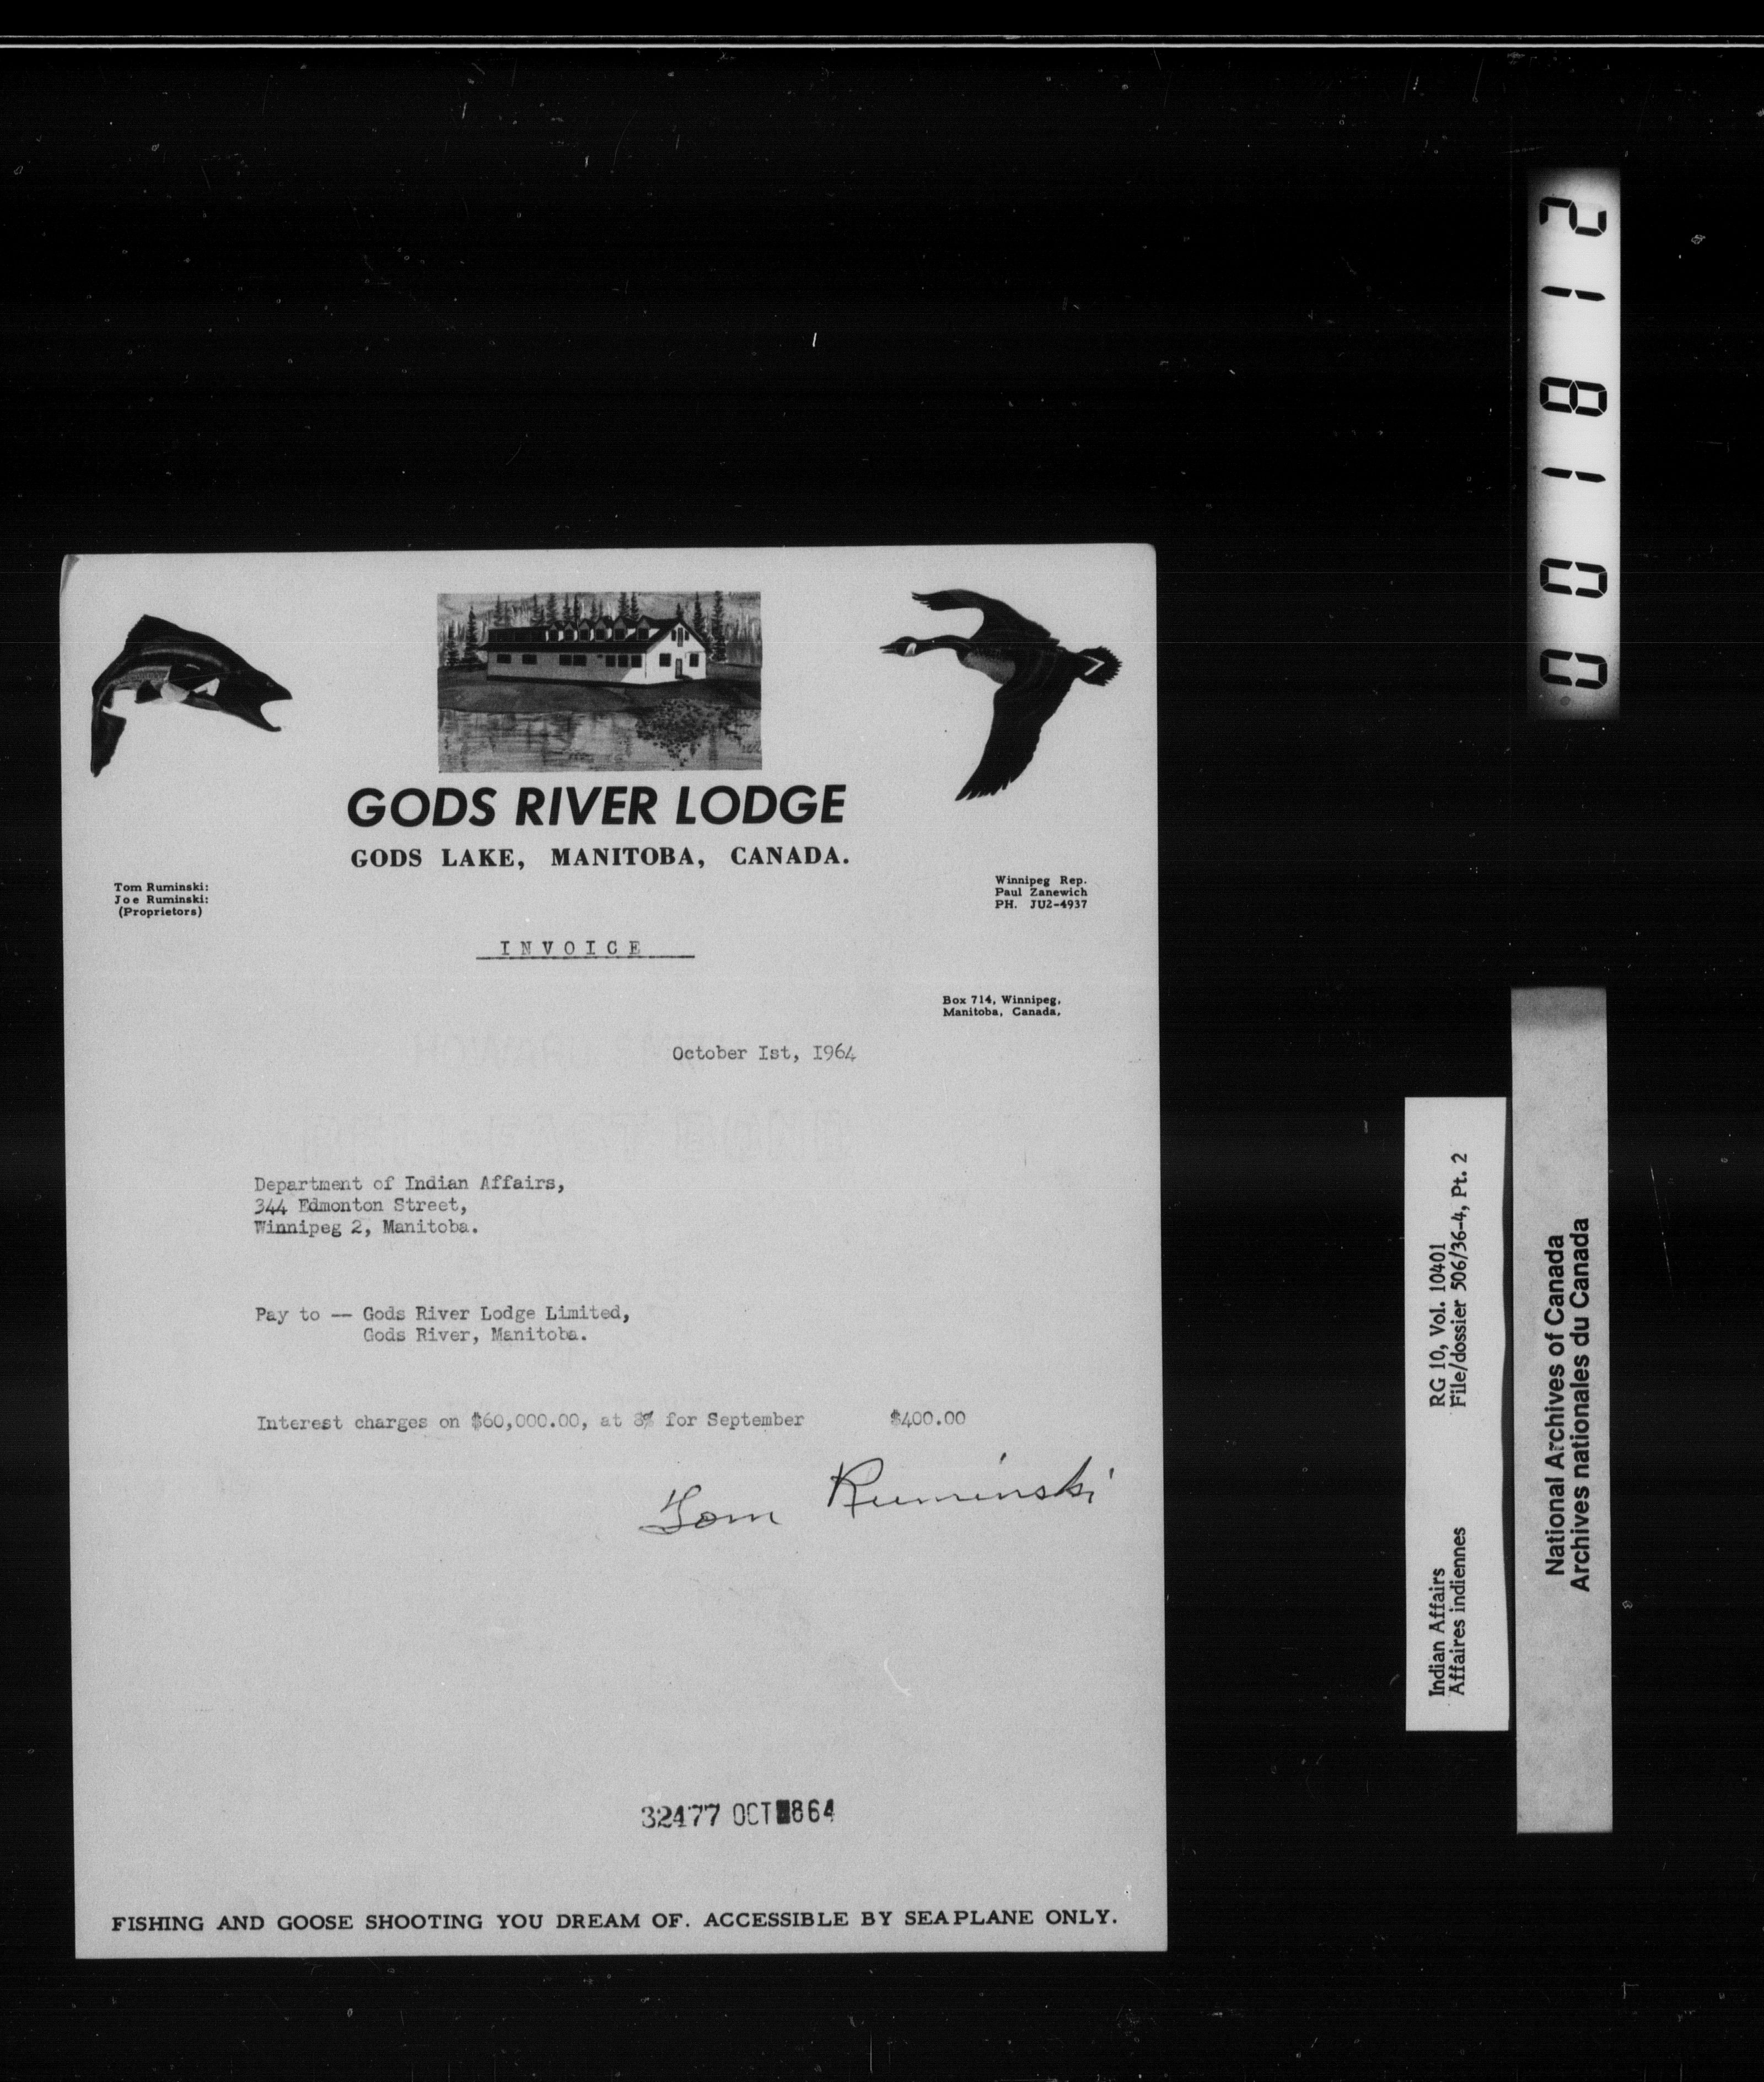 GODS RIVER LODGE
GODS LAKE, MANITOBA, CANADA.
Tom Ruminski:
Joe Ruminski:
(Proprietors)
Winnipeg Rep.
Paul Zanewich
PH. JU2-4937
INVOICE
Box 714, Winnipeg,
Manitoba, Canada.
October Ist, I964
Department of Indian Affairs,
344 Edmonton Street,
Winnipeg 2, Manitoba.
Pay to — Gods River Lodge Limited,
Gods River, Manitoba.
Interest charges on $60,000.00, at 8% for September $400.00
Tom Ruminski
32477 OCT 864
FISHING AND GOOSE SHOOTING YOU DREAM OF. ACCESSIBLE BY SEAPLANE ONLY.
001812
Indian Affairs RG 10, Vol. 10401
Affaires indiennes File/dossier 506/36-4, Pt. 2
National Archives of Canada
Archives nationales du Canada